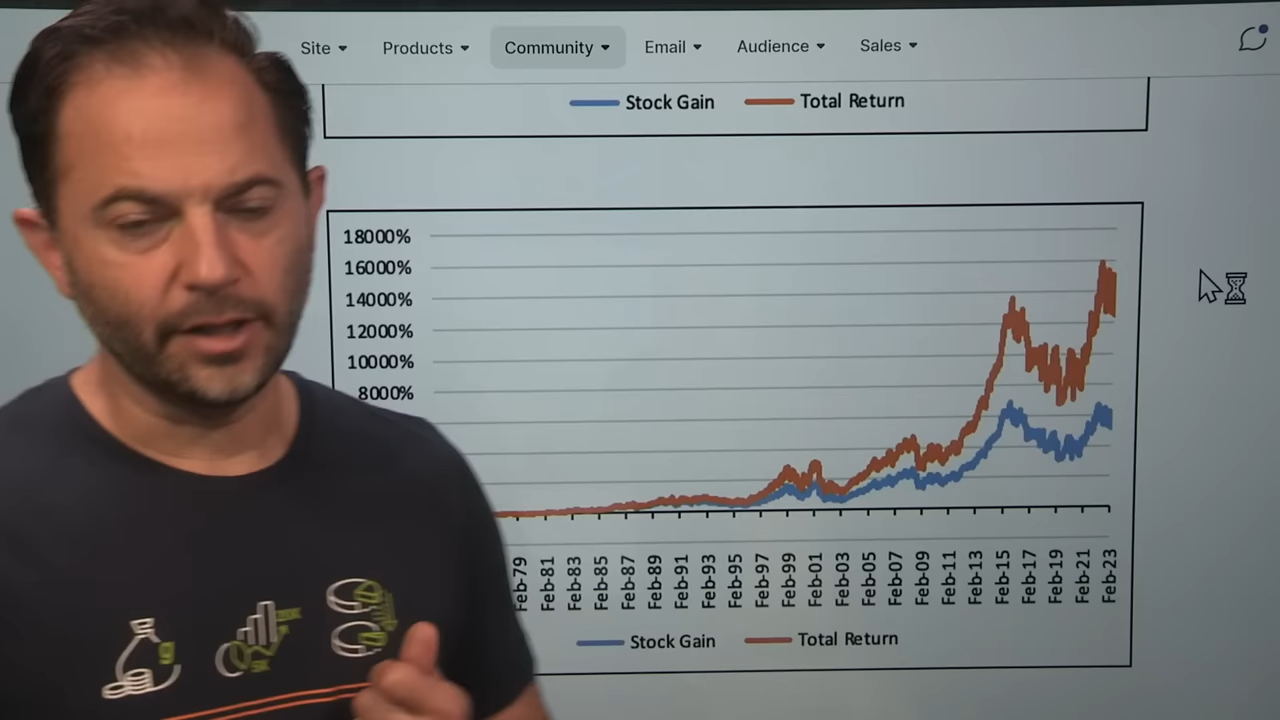 Site Products Community Email Audience Sales
Stock Gain Total Return
18000%
16000%
14000%
12000%
10000%
8000%
Feb-79 Feb-81 Feb-83 Feb-85 Feb-87 Feb-89 Feb-91 Feb-93 Feb-95 Feb-97 Feb-99 Feb-01 Feb-03 Feb-05 Feb-07 Feb-09 Feb-11 Feb-13 Feb-15 Feb-17 Feb-19 Feb-21 Feb-23
Stock Gain Total Return